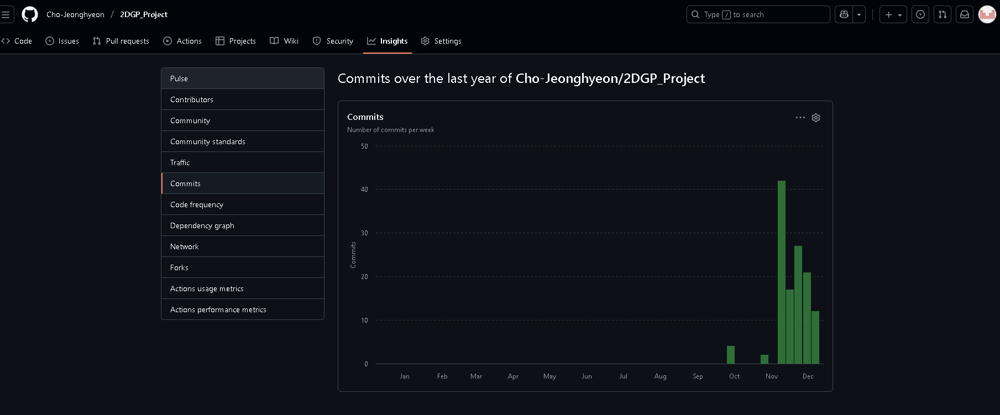 Cho-Jeonghyeon / 2DGP_Project
Type / to search
Code Issues Pull requests Actions Projects Wiki Security Insights Settings
Pulse
Contributors
Community
Community standards
Traffic
Commits
Code frequency
Dependency graph
Network
Forks
Actions usage metrics
Actions performance metrics
Commits over the last year of Cho-Jeonghyeon/2DGP_Project
Commits
Number of commits per week
50
40
30
20
10
0
Commits
Jan Feb Mar Apr May Jun Jul Aug Sep Oct Nov Dec